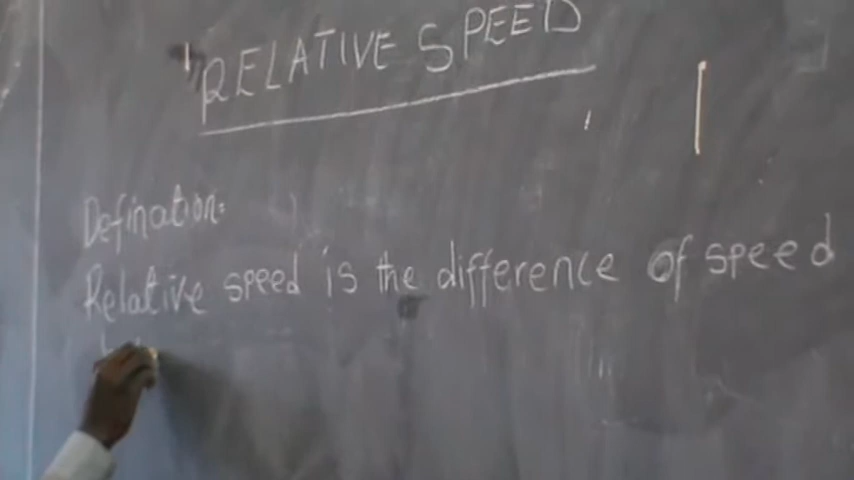 RELATIVE SPEED
Defination:
Relative speed is the difference of speed